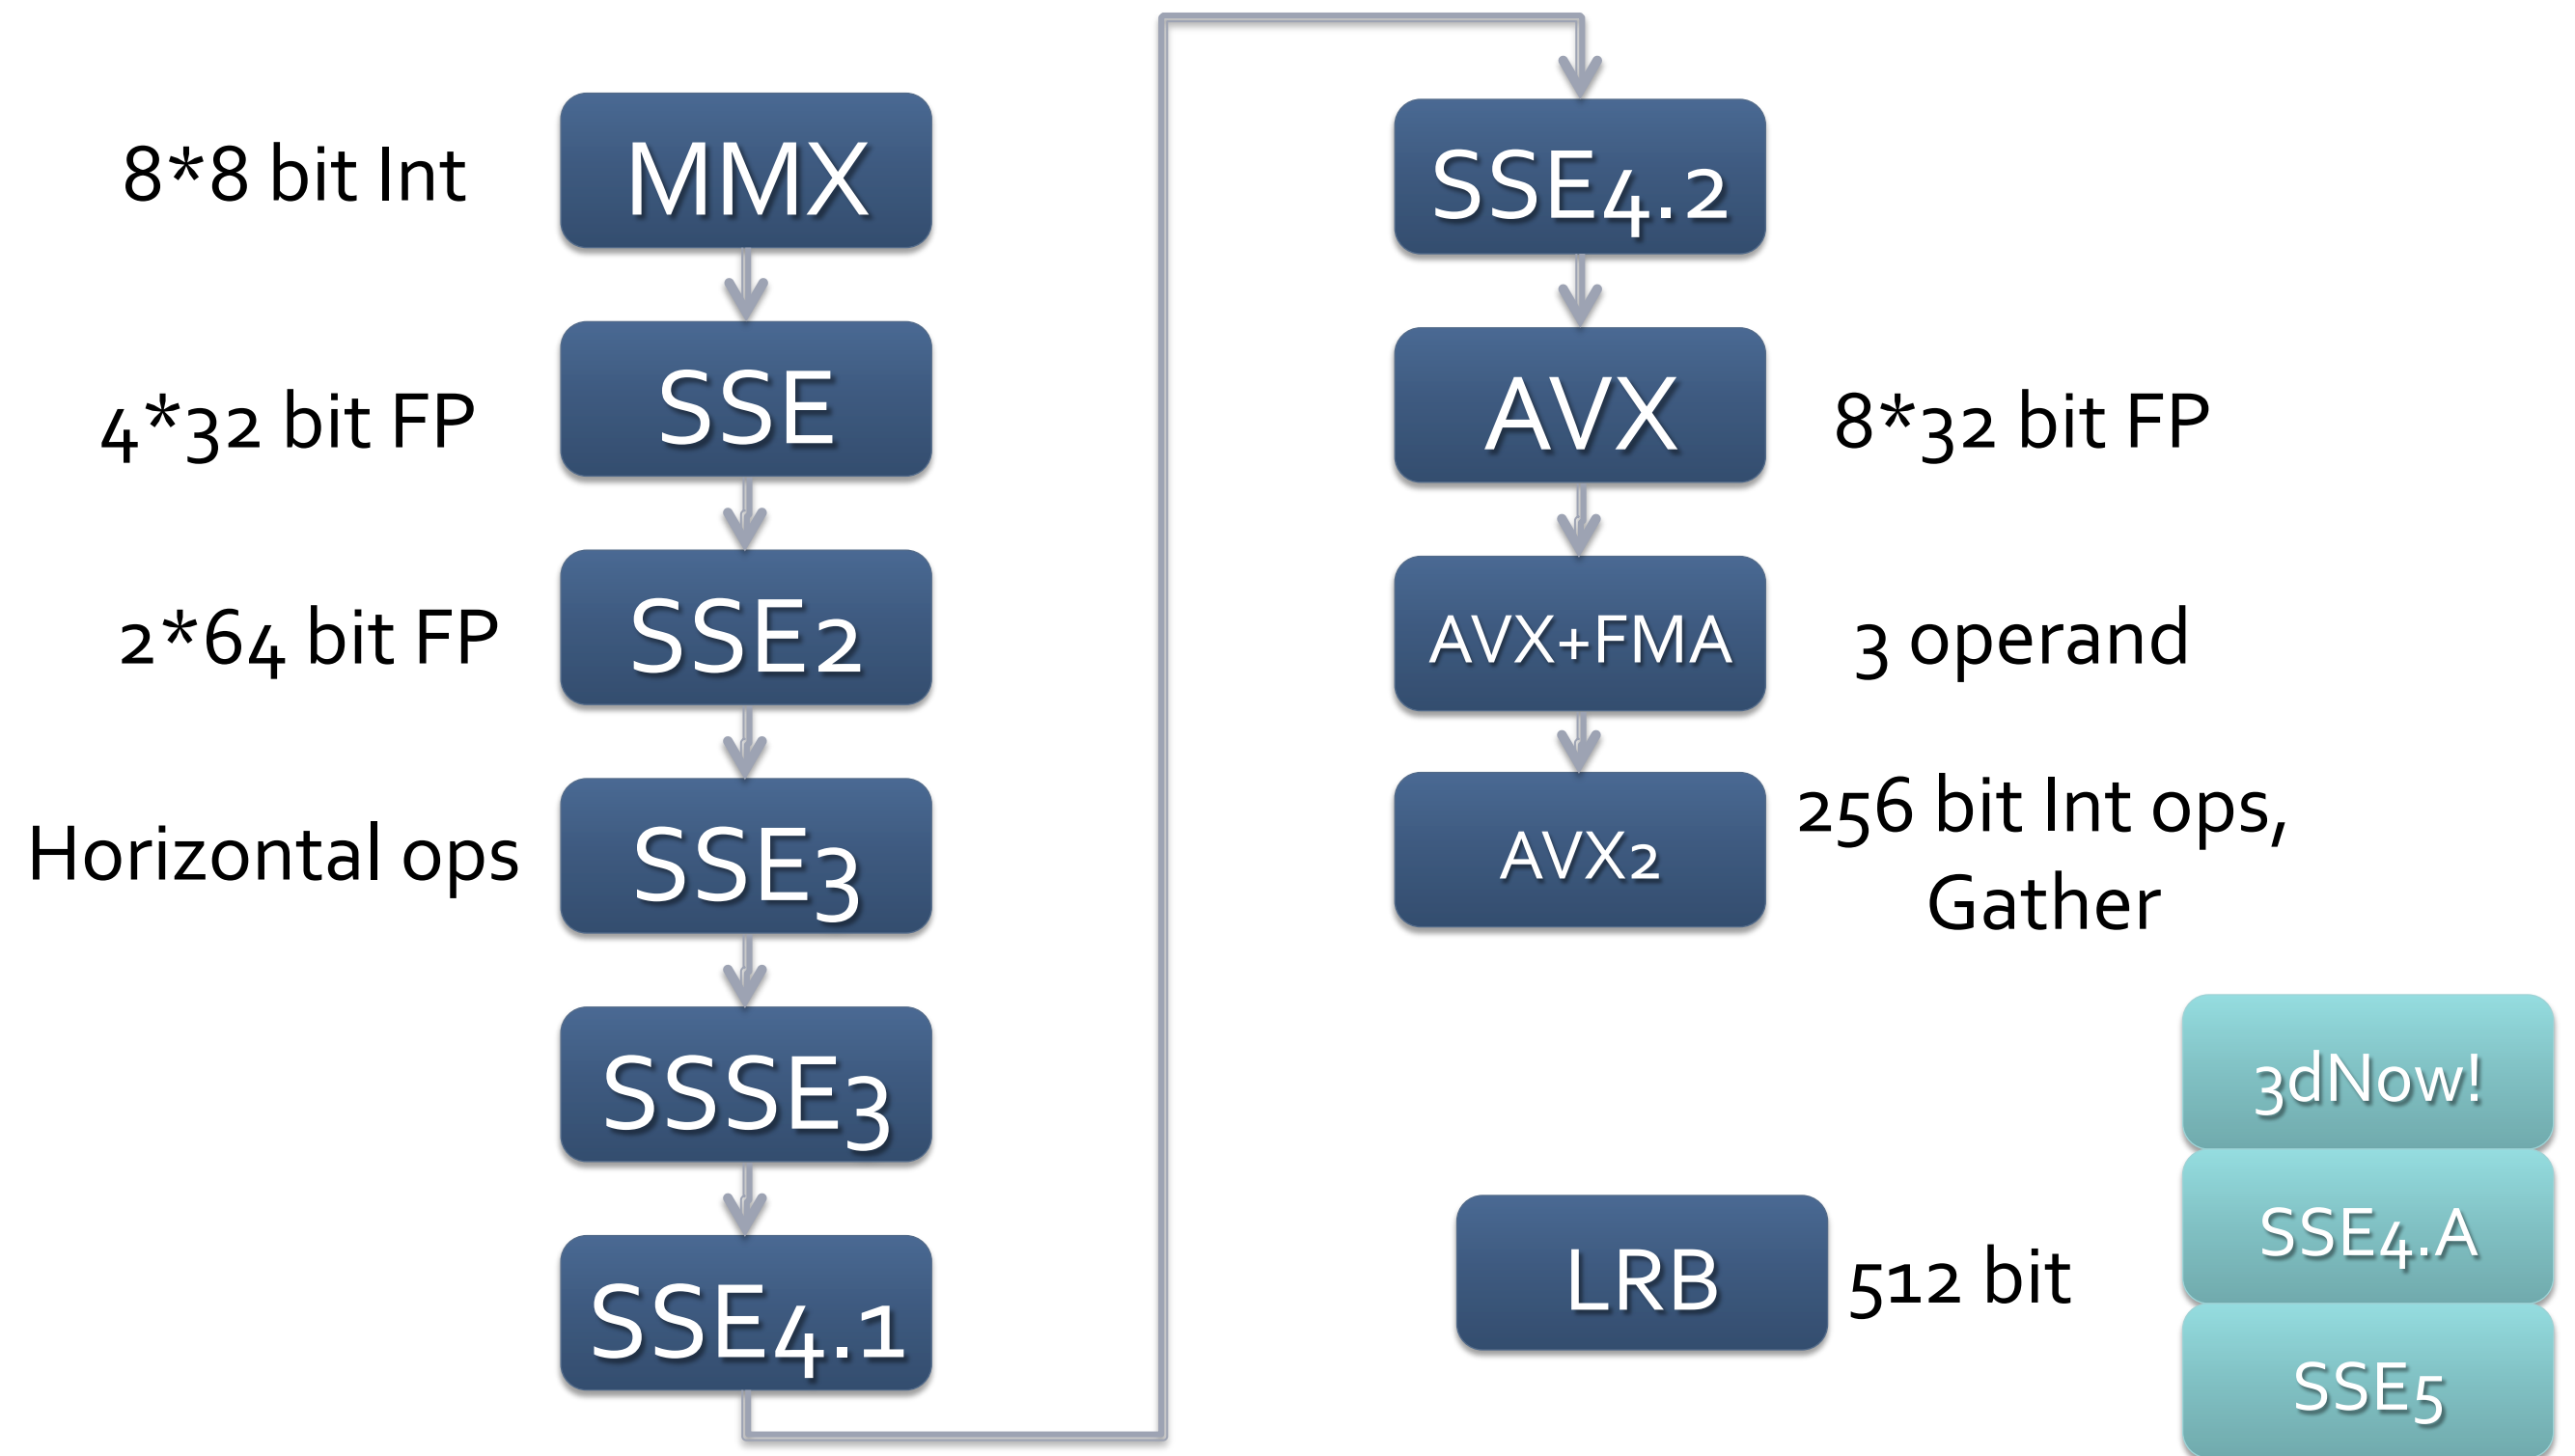 8*8 bit Int
MMX
4*32 bit FP
SSE
2*64 bit FP
SSE2
Horizontal ops
SSE3
SSSE3
SSE4.1
SSE4.2
AVX
8*32 bit FP
AVX+FMA
3 operand
AVX2
256 bit Int ops,
Gather
LRB
512 bit
3dNow!
SSE4.A
SSE5